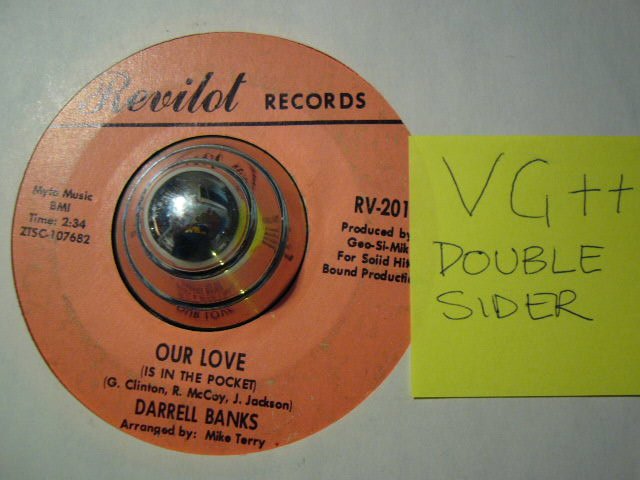 Revilot RECORDS
Myto Music
BMI
Time: 2:34
ZTSC-107682
RV-201
Produced by
Geo-Si-Mik
For Solid Hit
Bound Productio
OUR LOVE
(IS IN THE POCKET)
(G. Clinton, R. McCoy, J. Jackson)
DARRELL BANKS
Arranged by: Mike Terry
VG++
DOUBLE
SIDER